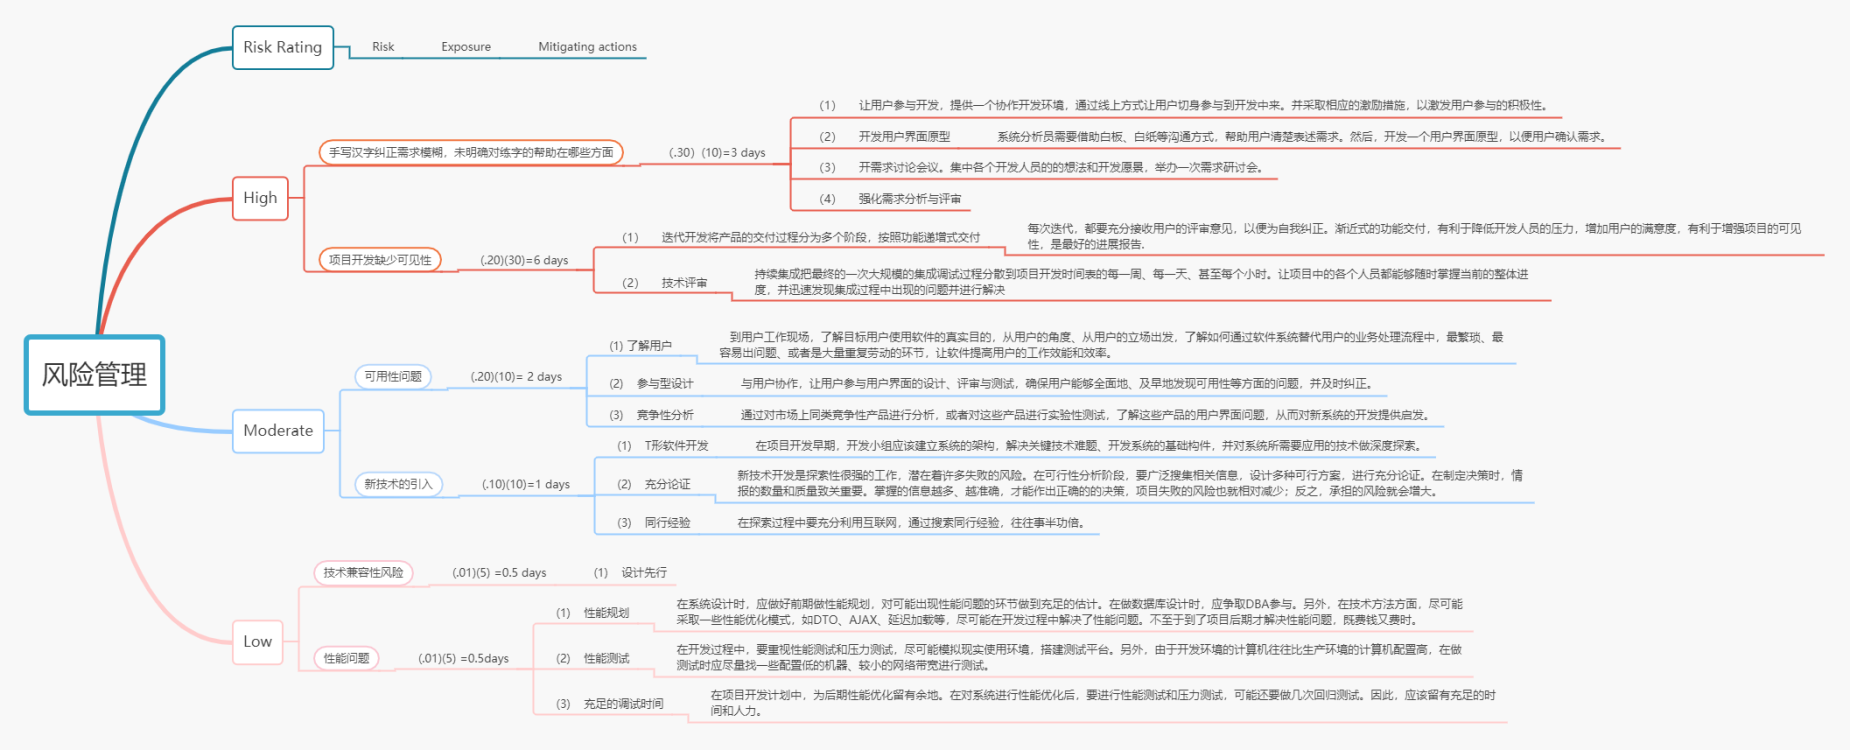 风险管理
Risk Rating
Risk
Exposure
Mitigating actions
High
手写汉字纠正需求模糊，未明确对练字的帮助在哪些方面
(.30)（10)=3 days
（1） 让用户参与开发，提供一个协作开发环境，通过线上方式让用户切身参与到开发中来。并采取相应的激励措施，以激发用户参与的积极性。
（2） 开发用户界面原型
系统分析员需要借助白板、白纸等沟通方式，帮助用户清楚表述需求。然后，开发一个用户界面原型，以便用户确认需求。
（3） 开需求讨论会议。集中各个开发人员的的想法和开发愿景，举办一次需求研讨会。
（4） 强化需求分析与评审
项目开发缺少可见性
(.20)(30)=6 days
（1） 迭代开发将产品的交付过程分为多个阶段，按照功能递增式交付
每次迭代，都要充分接收用户的评审意见，以便为自我纠正。渐近式的功能交付，有利于降低开发人员的压力，增加用户的满意度，有利于增强项目的可见
性，是最好的进展报告.
（2） 技术评审
持续集成把最终的一次大规模的集成调试过程分散到项目开发时间表的每一周、每一天、甚至每个小时。让项目中的各个人员都能够随时掌握当前的整体进
度，并迅速发现集成过程中出现的问题并进行解决
Moderate
可用性问题
(.20)(10)= 2 days
(1) 了解用户
到用户工作现场，了解目标用户使用软件的真实目的，从用户的角度、从用户的立场出发，了解如何通过软件系统替代用户的业务处理流程中，最繁琐、最
容易出问题、或者是大量重复劳动的环节，让软件提高用户的工作效能和效率。
(2) 参与型设计
与用户协作，让用户参与用户界面的设计、评审与测试，确保用户能够全面地、及早地发现可用性等方面的问题，并及时纠正。
(3) 竞争性分析
通过对市场上同类竞争性产品进行分析，或者对这些产品进行实验性测试，了解这些产品的用户界面问题，从而对新系统的开发提供启发。
新技术的引入
(.10)(10)=1 days
(1) T形软件开发
在项目开发早期，开发小组应该建立系统的架构，解决关键技术难题、开发系统的基础构件，并对系统所需要应用的技术做深度探索。
(2) 充分论证
新技术开发是探索性很强的工作，潜在着许多失败的风险。在可行性分析阶段，要广泛搜集相关信息，设计多种可行方案，进行充分论证。在制定决策时，情
报的数量和质量致关重要。掌握的信息越多、越准确，才能作出正确的的决策，项目失败的风险也就相对减少；反之，承担的风险就会增大。
(3) 同行经验
在探索过程中要充分利用互联网，通过搜索同行经验，往往事半功倍。
Low
技术兼容性风险
(.01)(5) =0.5 days
(1) 设计先行
性能问题
(.01)(5) =0.5days
(1) 性能规划
在系统设计时，应做好前期做性能规划，对可能出现性能问题的环节做到充足的估计。在做数据库设计时，应争取DBA参与。另外，在技术方法方面，尽可能
采取一些性能优化模式，如DTO、AJAX、延迟加载等，尽可能在开发过程中解决了性能问题。不至于到了项目后期才解决性能问题，既费钱又费时。
(2) 性能测试
在开发过程中，要重视性能测试和压力测试，尽可能模拟现实使用环境，搭建测试平台。另外，由于开发环境的计算机往往比生产环境的计算机配置高，在做
测试时应尽量找一些配置低的机器、较小的网络带宽进行测试。
(3) 充足的调试时间
在项目开发计划中，为后期性能优化留有余地。在对系统进行性能优化后，要进行性能测试和压力测试，可能还要做几次回归测试。因此，应该留有充足的时
间和人力。